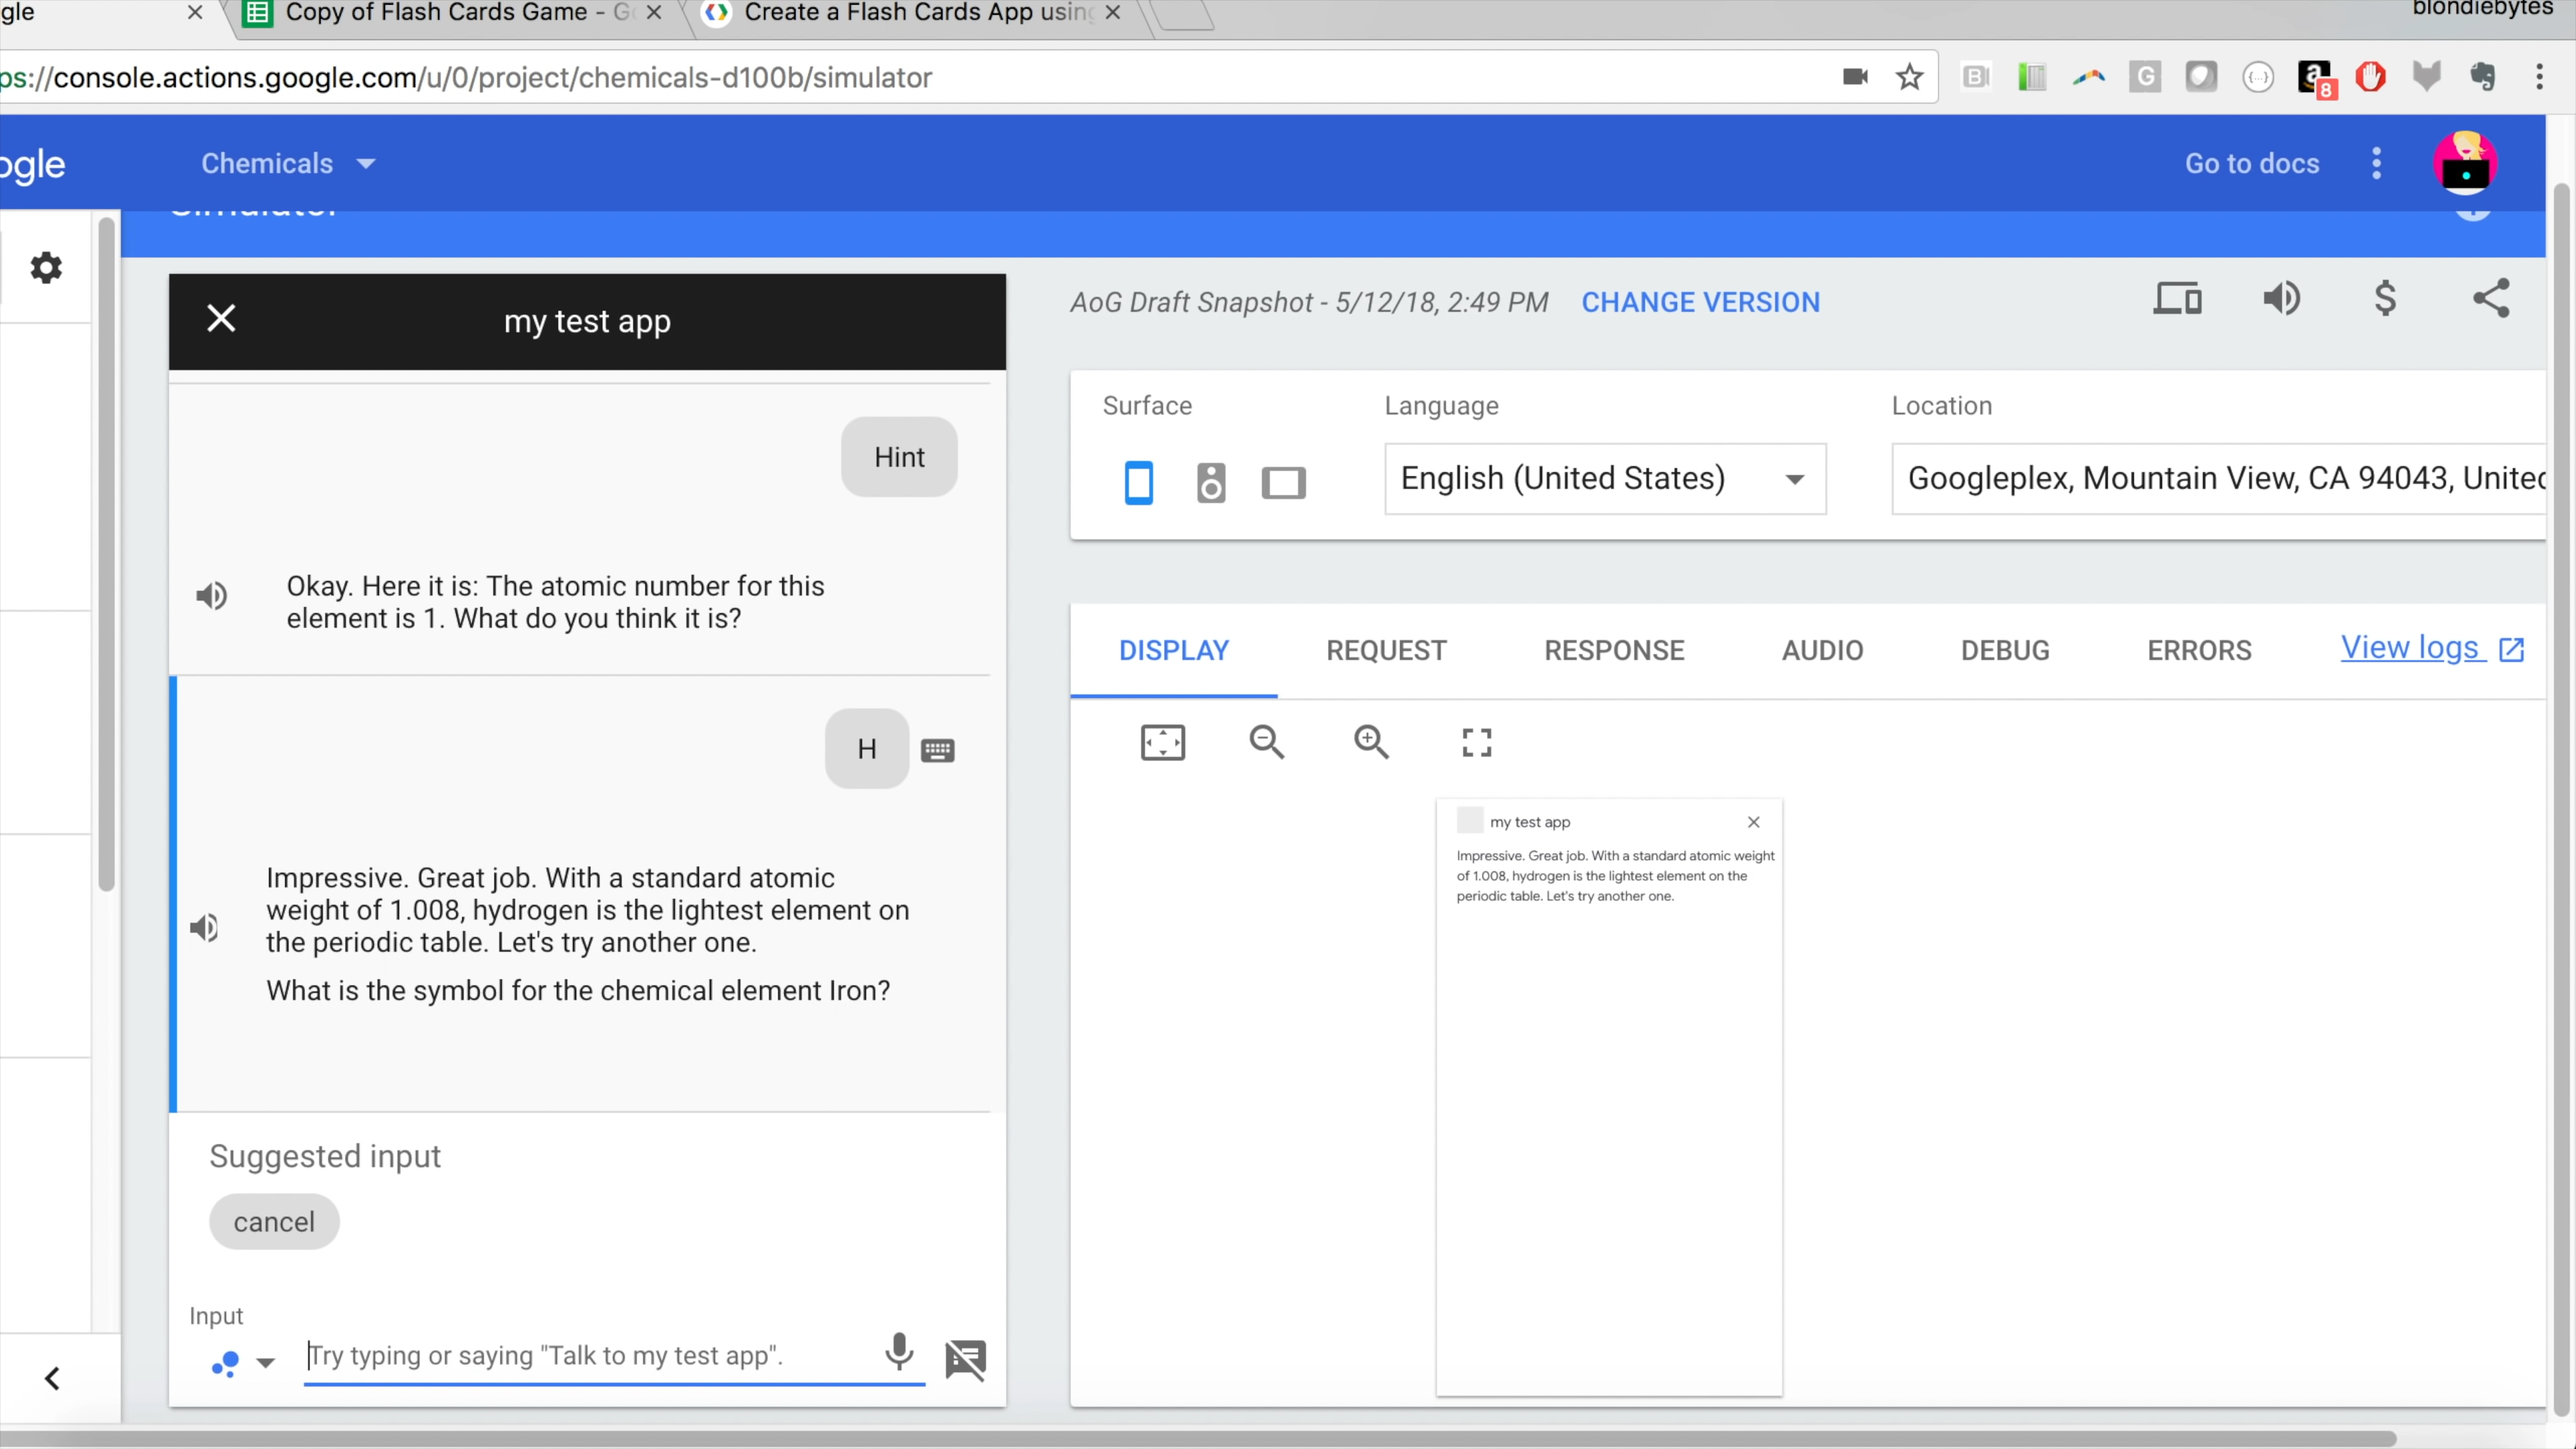 gle
Copy of Flash Cards Game - G
Create a Flash Cards App using
blondiebytes
ps://console.actions.google.com/u/0/project/chemicals-d100b/simulator
G
8
ogle
Chemicals
Go to docs
Simulator
my test app
AoG Draft Snapshot - 5/12/18, 2:49 PM
CHANGE VERSION
Hint
Surface
Language
Location
English (United States)
Googleplex, Mountain View, CA 94043, United
Okay. Here it is: The atomic number for this
element is 1. What do you think it is?
DISPLAY
REQUEST
RESPONSE
AUDIO
DEBUG
ERRORS
View logs
H
my test app
Impressive. Great job. With a standard atomic weight
of 1.008, hydrogen is the lightest element on the
periodic table. Let's try another one.
Impressive. Great job. With a standard atomic
weight of 1.008, hydrogen is the lightest element on
the periodic table. Let's try another one.
What is the symbol for the chemical element Iron?
Suggested input
cancel
Input
Try typing or saying "Talk to my test app".